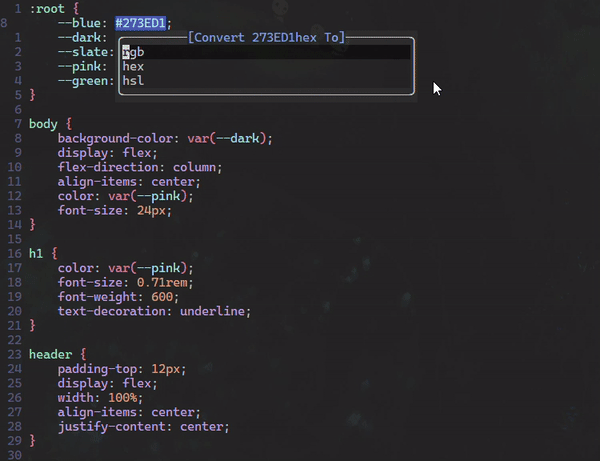 1 :root {
8 --blue: #273ED1;
1 --dark: [Convert 273ED1hex To]
2 --slate: rgb
3 --pink: hex
4 --green: hsl
5 }
6
7 body {
8 background-color: var(--dark);
9 display: flex;
10 flex-direction: column;
11 align-items: center;
12 color: var(--pink);
13 font-size: 24px;
14 }
15
16 h1 {
17 color: var(--pink);
18 font-size: 0.71rem;
19 font-weight: 600;
20 text-decoration: underline;
21 }
22
23 header {
24 padding-top: 12px;
25 display: flex;
26 width: 100%;
27 align-items: center;
28 justify-content: center;
29 }
30